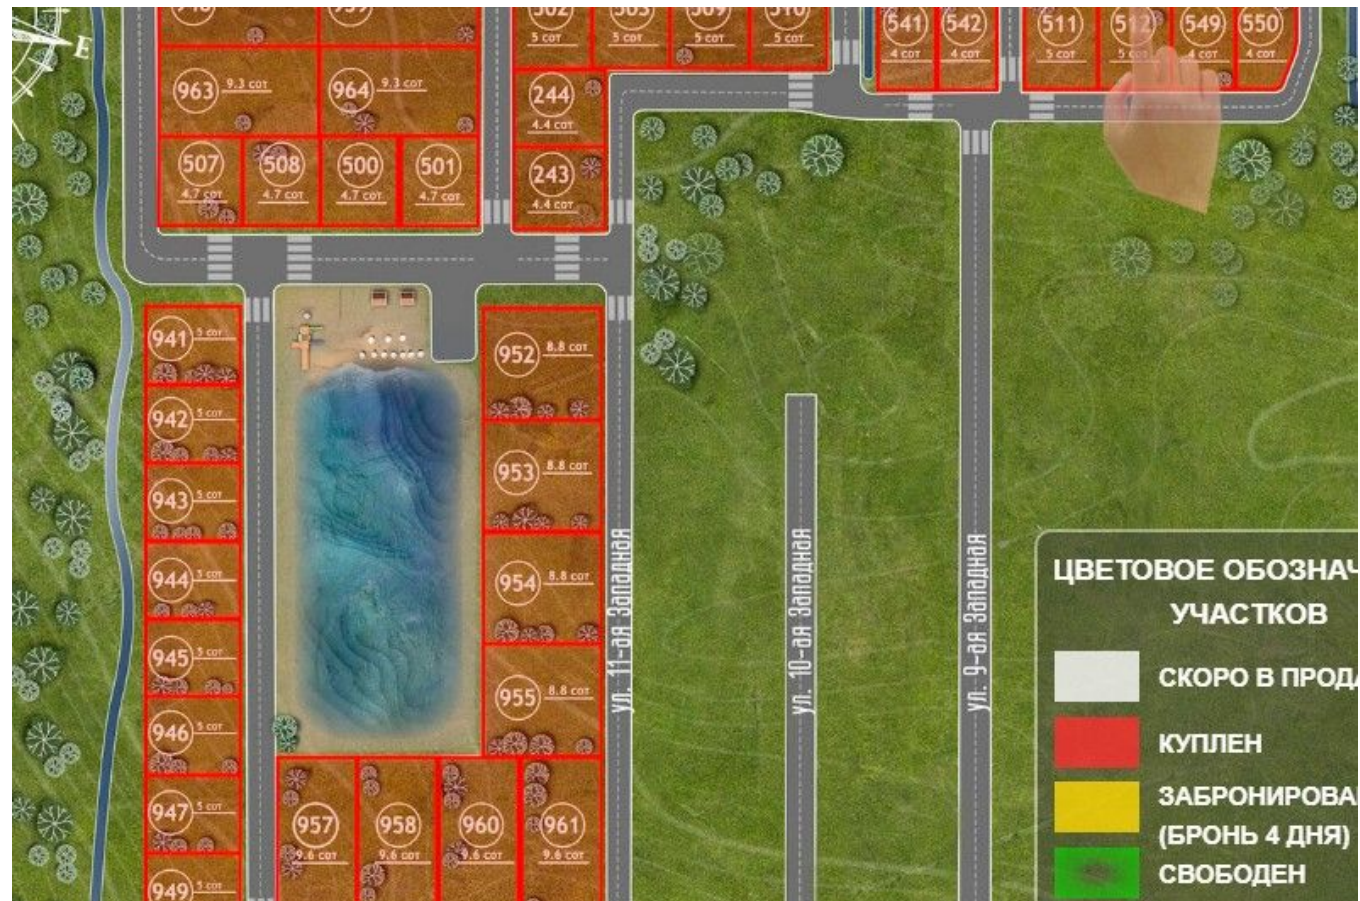 E
963 9.3 сот
964 9.3 сот
507
4.7 сот
508
4.7 сот
500
4.7 сот
501
4.7 сот
5 сот
5 сот
5 сот
5 сот
244
4.4 сот
243
4.4 сот
541
4 сот
542
4 сот
511
5 сот
512
5 сот
549
4 сот
550
4 сот
941 5 сот
942 5 сот
943 5 сот
944 5 сот
945 5 сот
946 5 сот
947 5 сот
949 5 сот
952 8.8 сот
953 8.8 сот
954 8.8 сот
955 8.8 сот
957
9.6 сот
958
9.6 сот
960
9.6 сот
961
9.6 сот
ул. 11-ая Западная
ул. 10-ая Западная
ул. 9-ая Западная
ЦВЕТОВОЕ ОБОЗНАЧ
УЧАСТКОВ
СКОРО В ПРОДА
КУПЛЕН
ЗАБРОНИРОВА
(БРОНЬ 4 ДНЯ)
СВОБОДЕН